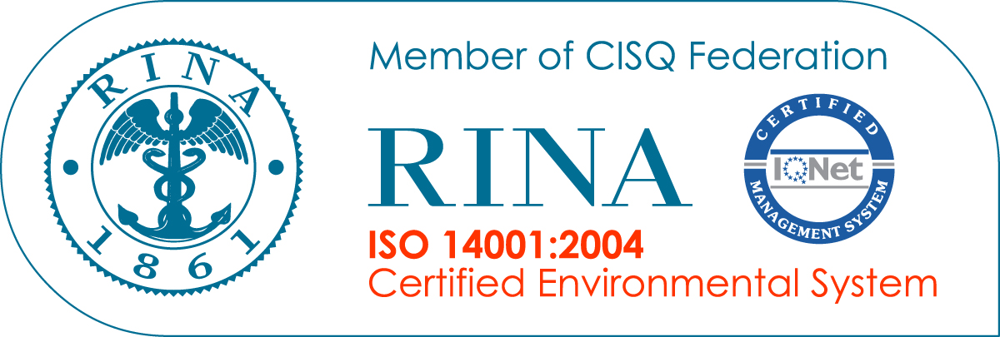 RINA
1861
Member of CISQ Federation
RINA
CERTIFIED
IQNet
MANAGEMENT SYSTEM
ISO 14001:2004
Certified Environmental System